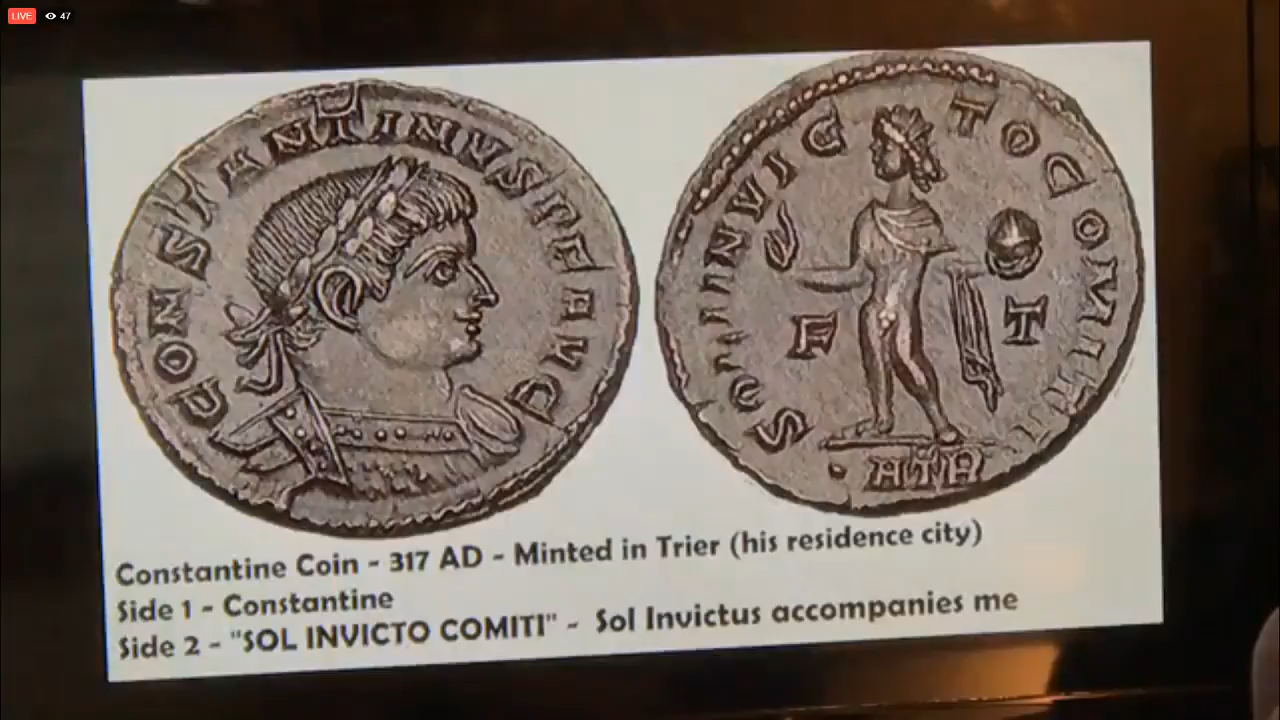 LIVE 47
CONSTANTINVS P F AVG
SOLI INVICTO COMITI
F T
· ATR
Constantine Coin - 317 AD - Minted in Trier (his residence city)
Side 1 - Constantine
Side 2 - "SOL INVICTO COMITI" - Sol Invictus accompanies me